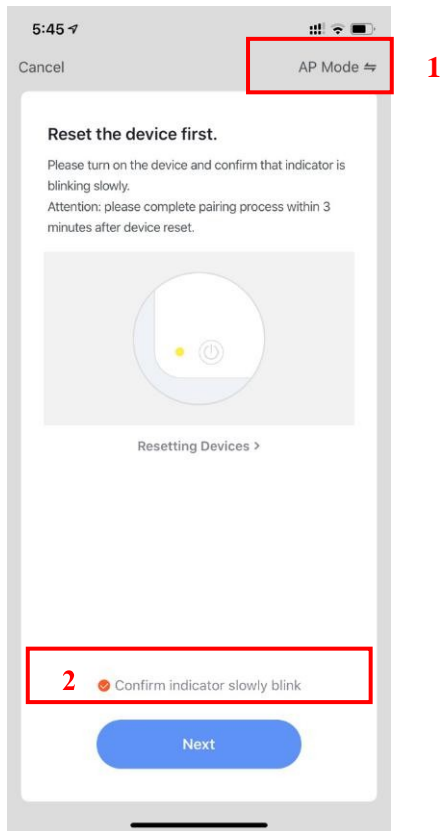 5:45
Cancel
AP Mode ⇋
1
Reset the device first.
Please turn on the device and confirm that indicator is
blinking slowly.
Attention: please complete pairing process within 3
minutes after device reset.
Resetting Devices >
2
Confirm indicator slowly blink
Next